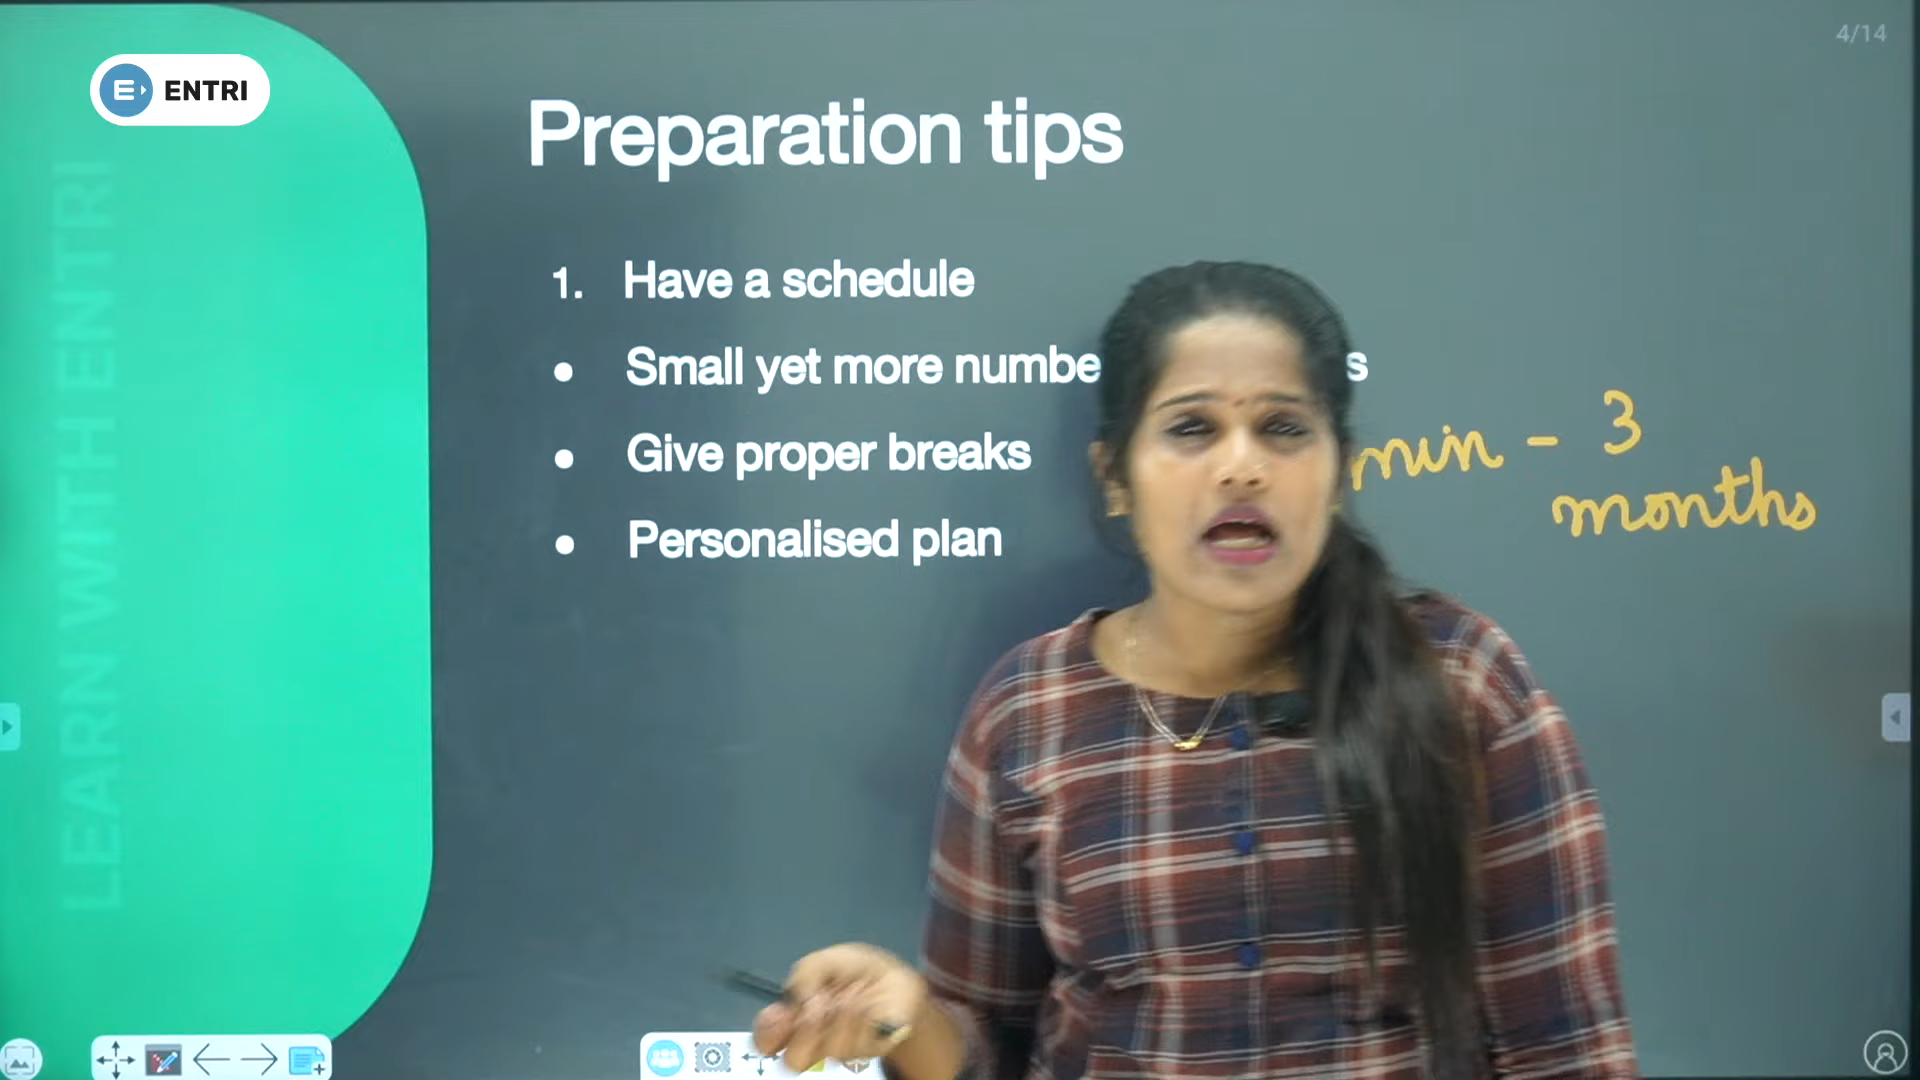 4/14
ENTRI
LEARN WITH ENTRI
Preparation tips
1. Have a schedule
• Small yet more
• Give proper breaks
• Personalised plan
min - 3
months